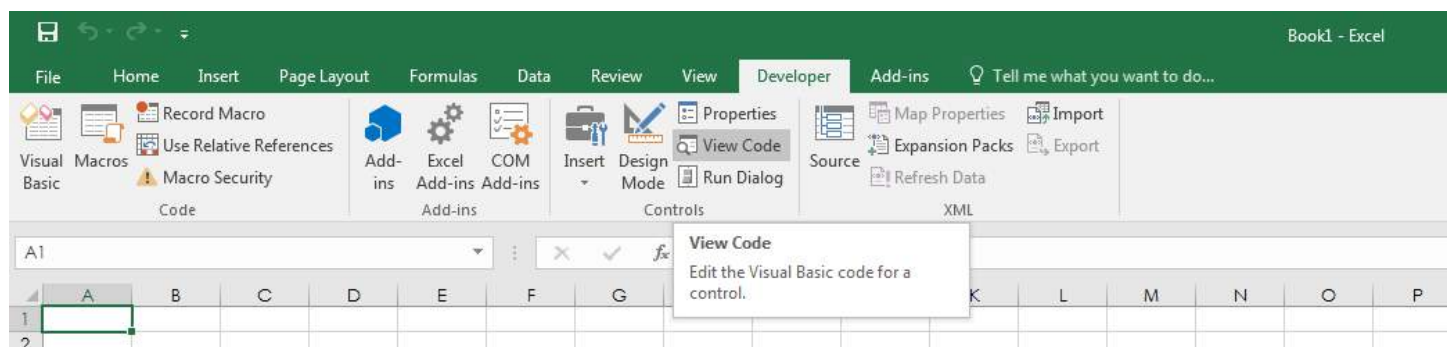 Book1 - Excel
File Home Insert Page Layout Formulas Data Review View Developer Add-ins Tell me what you want to do...
Visual Basic
Macros
Record Macro
Use Relative References
Macro Security
Code
Add-ins
Excel Add-ins
COM Add-ins
Add-ins
Insert
Design Mode
Properties
View Code
Run Dialog
Controls
Source
Map Properties
Expansion Packs
Refresh Data
Import
Export
XML
A1
fx
View Code
Edit the Visual Basic code for a
control.
A B C D E F G K L M N O P
1
2